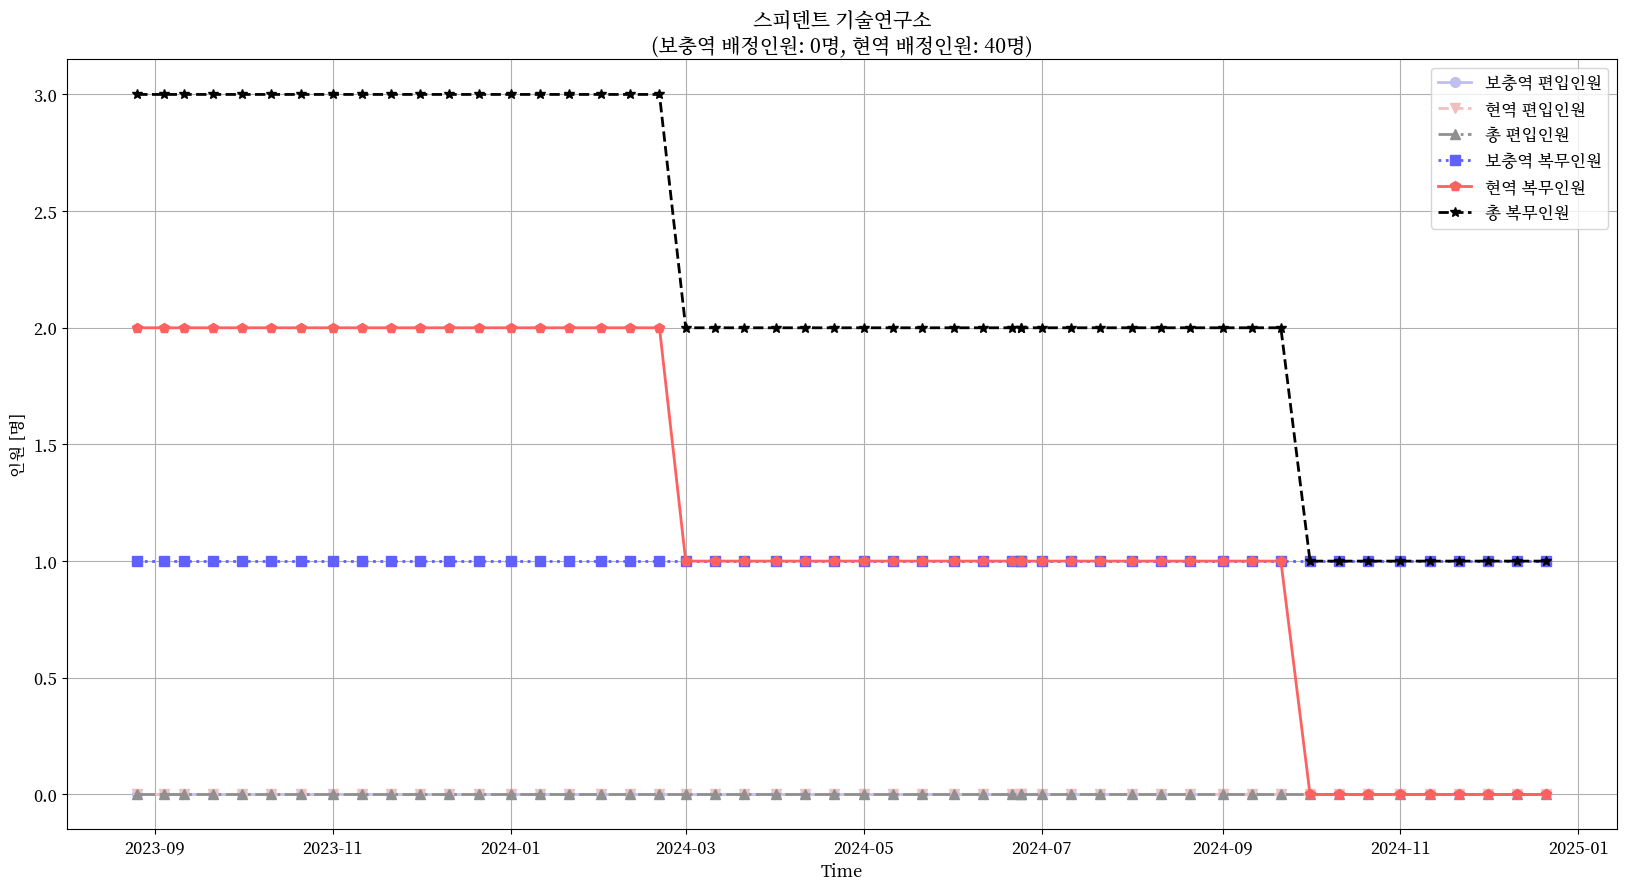 스피덴트 기술연구소
(보충역 배정인원: 0명, 현역 배정인원: 40명)
보충역 편입인원
현역 편입인원
총 편입인원
보충역 복무인원
현역 복무인원
총 복무인원
3.0
2.5
2.0
1.5
1.0
0.5
0.0
인원 [명]
2023-09
2023-11
2024-01
2024-03
2024-05
2024-07
2024-09
2024-11
2025-01
Time